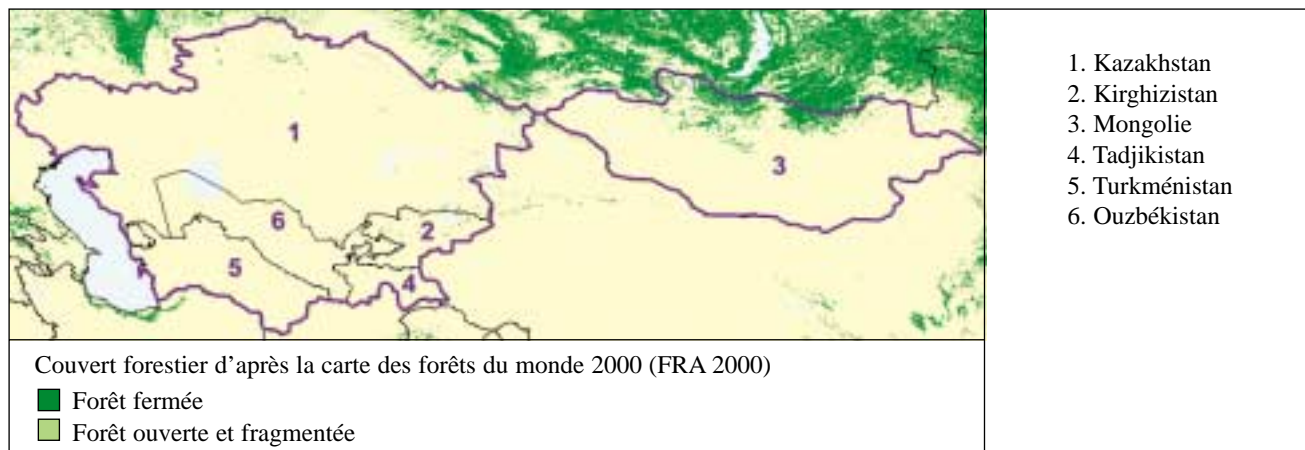 1
2
3
4
5
6
Couvert forestier d'après la carte des forêts du monde 2000 (FRA 2000)
Forêt fermée
Forêt ouverte et fragmentée
1. Kazakhstan
2. Kirghizistan
3. Mongolie
4. Tadjikistan
5. Turkménistan
6. Ouzbékistan